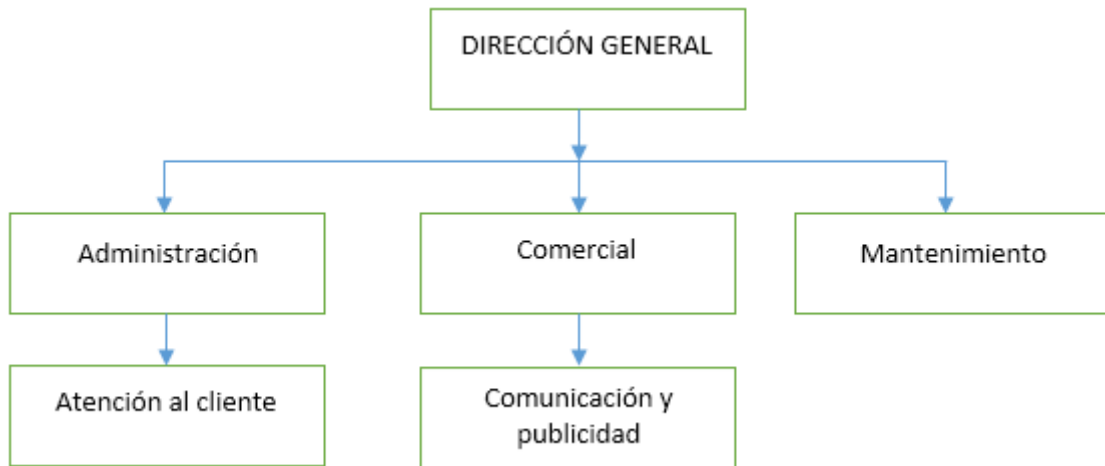 DIRECCIÓN GENERAL
Administración
Comercial
Mantenimiento
Atención al cliente
Comunicación y
publicidad